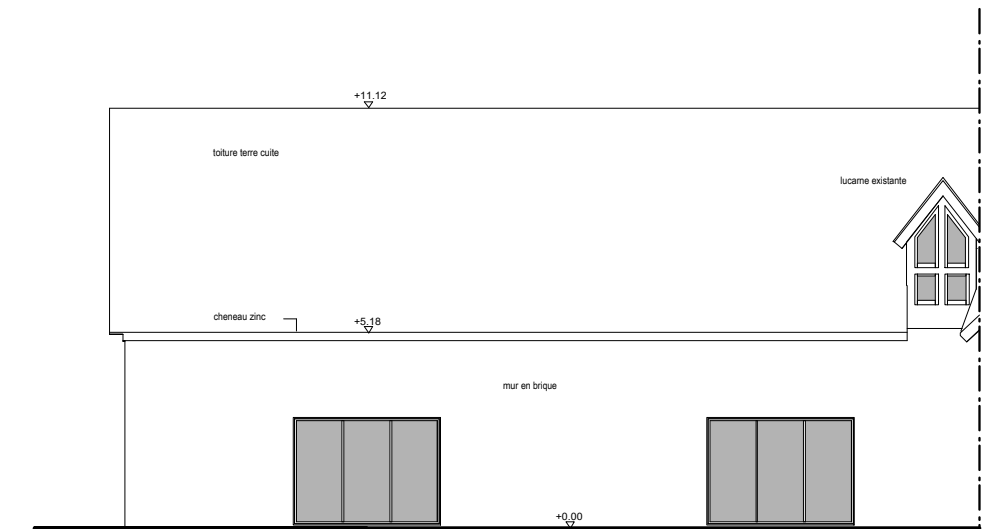 +11.12
toiture terre cuite
lucarne existante
cheneau zinc
+5.18
mur en brique
+0.00